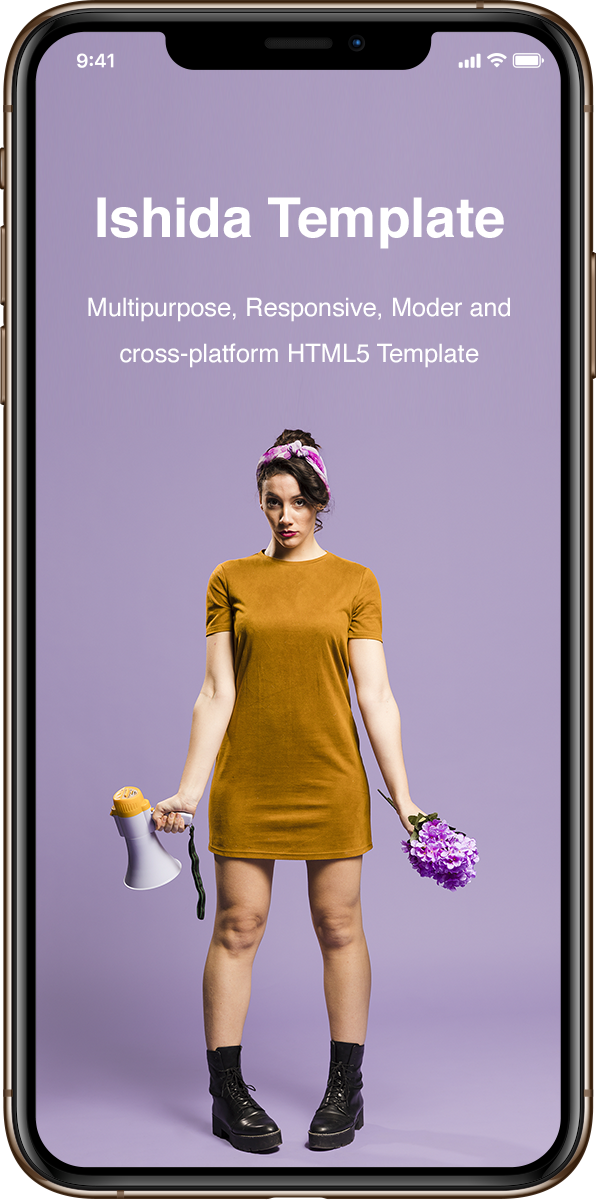 9:41
Ishida Template
Multipurpose, Responsive, Moder and
cross-platform HTML5 Template